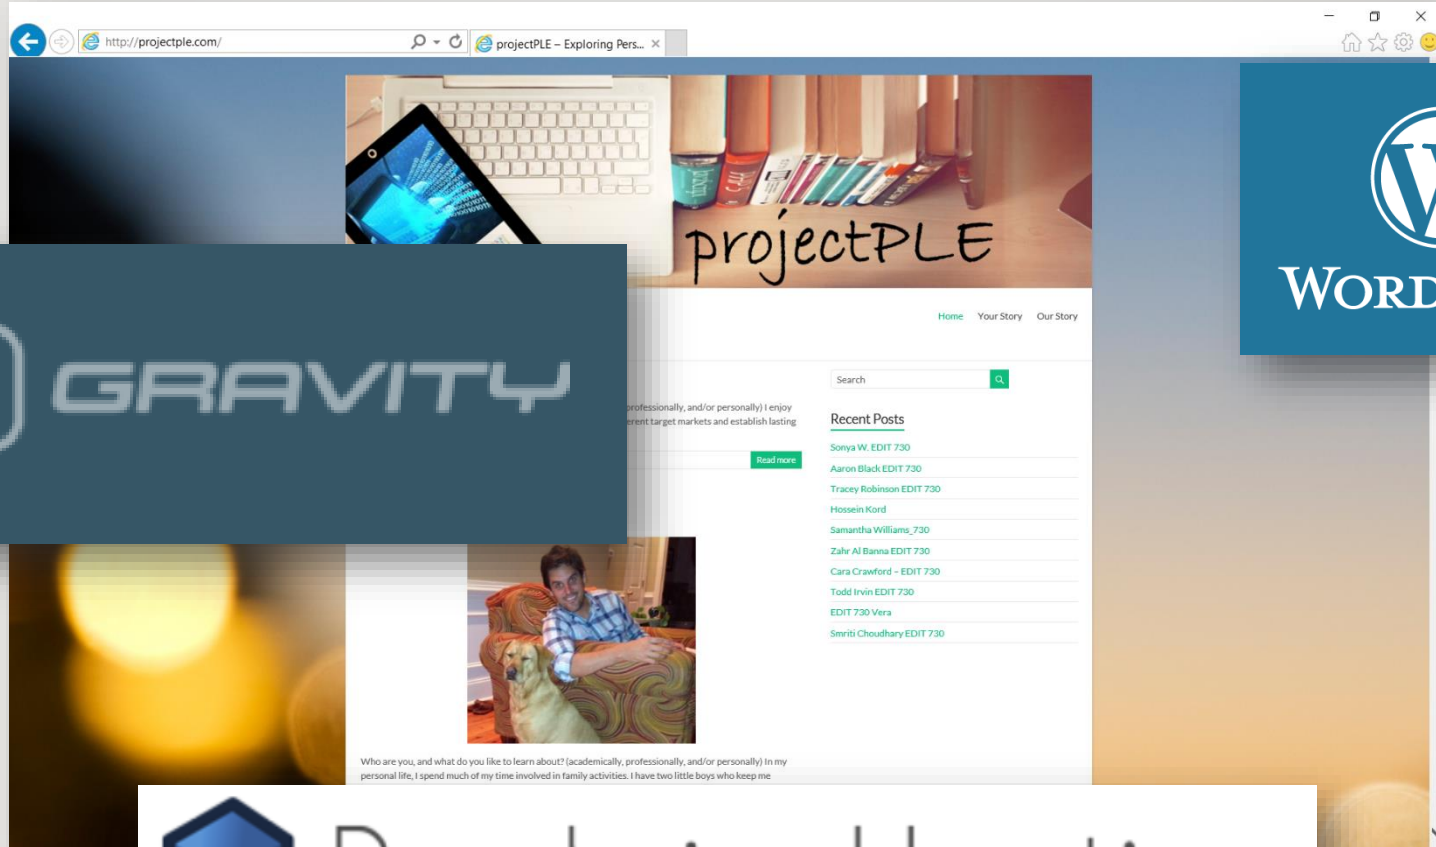 http://projectple.com/
projectPLE – Exploring Pers...
projectPLE
WORD
Home Your Story Our Story
GRAVITY
Search
professionally, and/or personally) I enjoy
erent target markets and establish lasting
Read more
Recent Posts
Sonya W. EDIT 730
Aaron Black EDIT 730
Tracey Robinson EDIT 730
Hossein Kord
Samantha Williams_730
Zahr Al Banna EDIT 730
Cara Crawford – EDIT 730
Todd Irvin EDIT 730
EDIT 730 Vera
Smriti Choudhary EDIT 730
Who are you, and what do you like to learn about? (academically, professionally, and/or personally) In my
personal life, I spend much of my time involved in family activities. I have two little boys who keep me